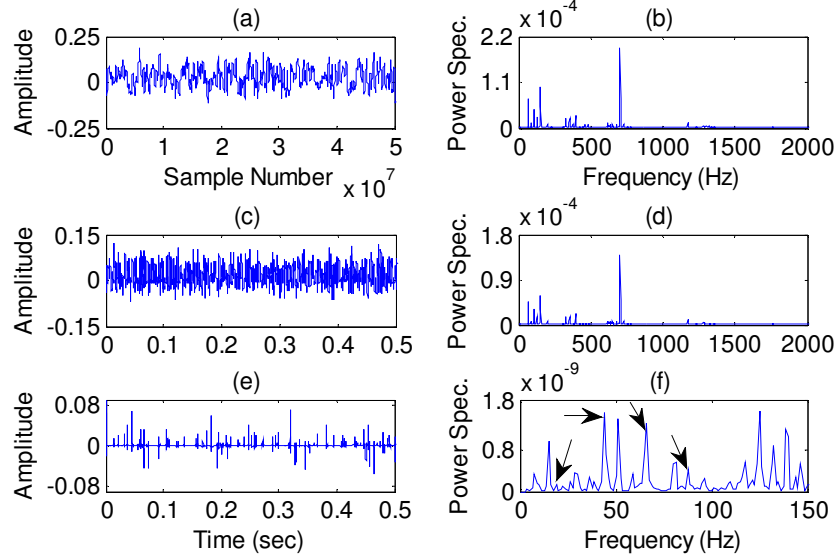 (a)
Amplitude
0.25
0
-0.25
0 1 2 3 4 5
Sample Number × 10^7
(b)
× 10^-4
Power Spec.
2.2
1.1
0
0 500 1000 1500 2000
Frequency (Hz)
(c)
Amplitude
0.15
0
-0.15
0 0.1 0.2 0.3 0.4 0.5
Time (sec)
(d)
× 10^-4
Power Spec.
1.8
0.9
0
0 500 1000 1500 2000
(e)
Amplitude
0.08
0
-0.08
0 0.1 0.2 0.3 0.4 0.5
Time (sec)
(f)
× 10^-9
Power Spec.
1.8
0.9
0
0 50 100 150
Frequency (Hz)